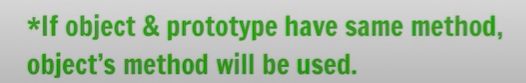 *If object & prototype have same method,
object's method will be used.